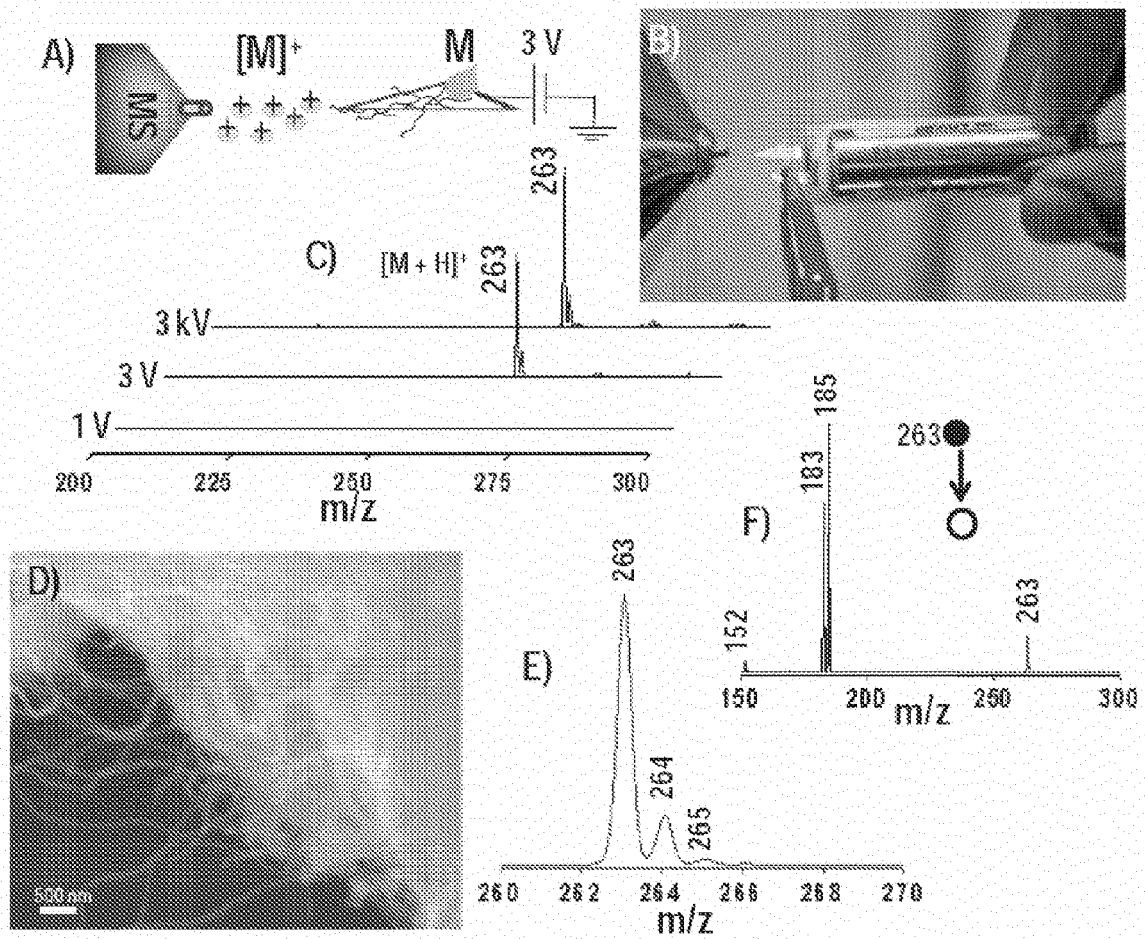 A)
MS
[M]⁺
M
3 V
B)
C)
[M + H]⁺
263
263
3 kV
3 V
1 V
200 225 250 275 300
m/z
D)
500 nm
E)
263
264
265
260 262 264 266 268 270
m/z
F)
152
183
185
263
263
150 200 250 300
m/z